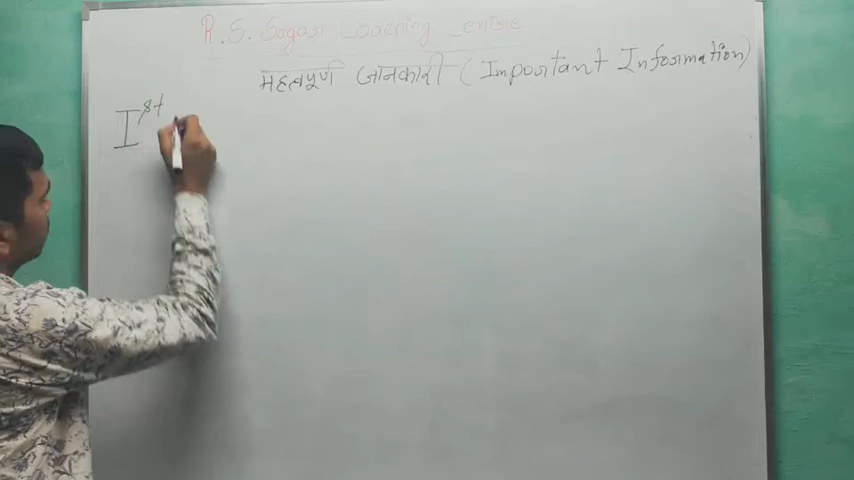 R.S. Sagar Coaching Centre
महत्वपूर्ण जानकारी (Important Information)
Ist